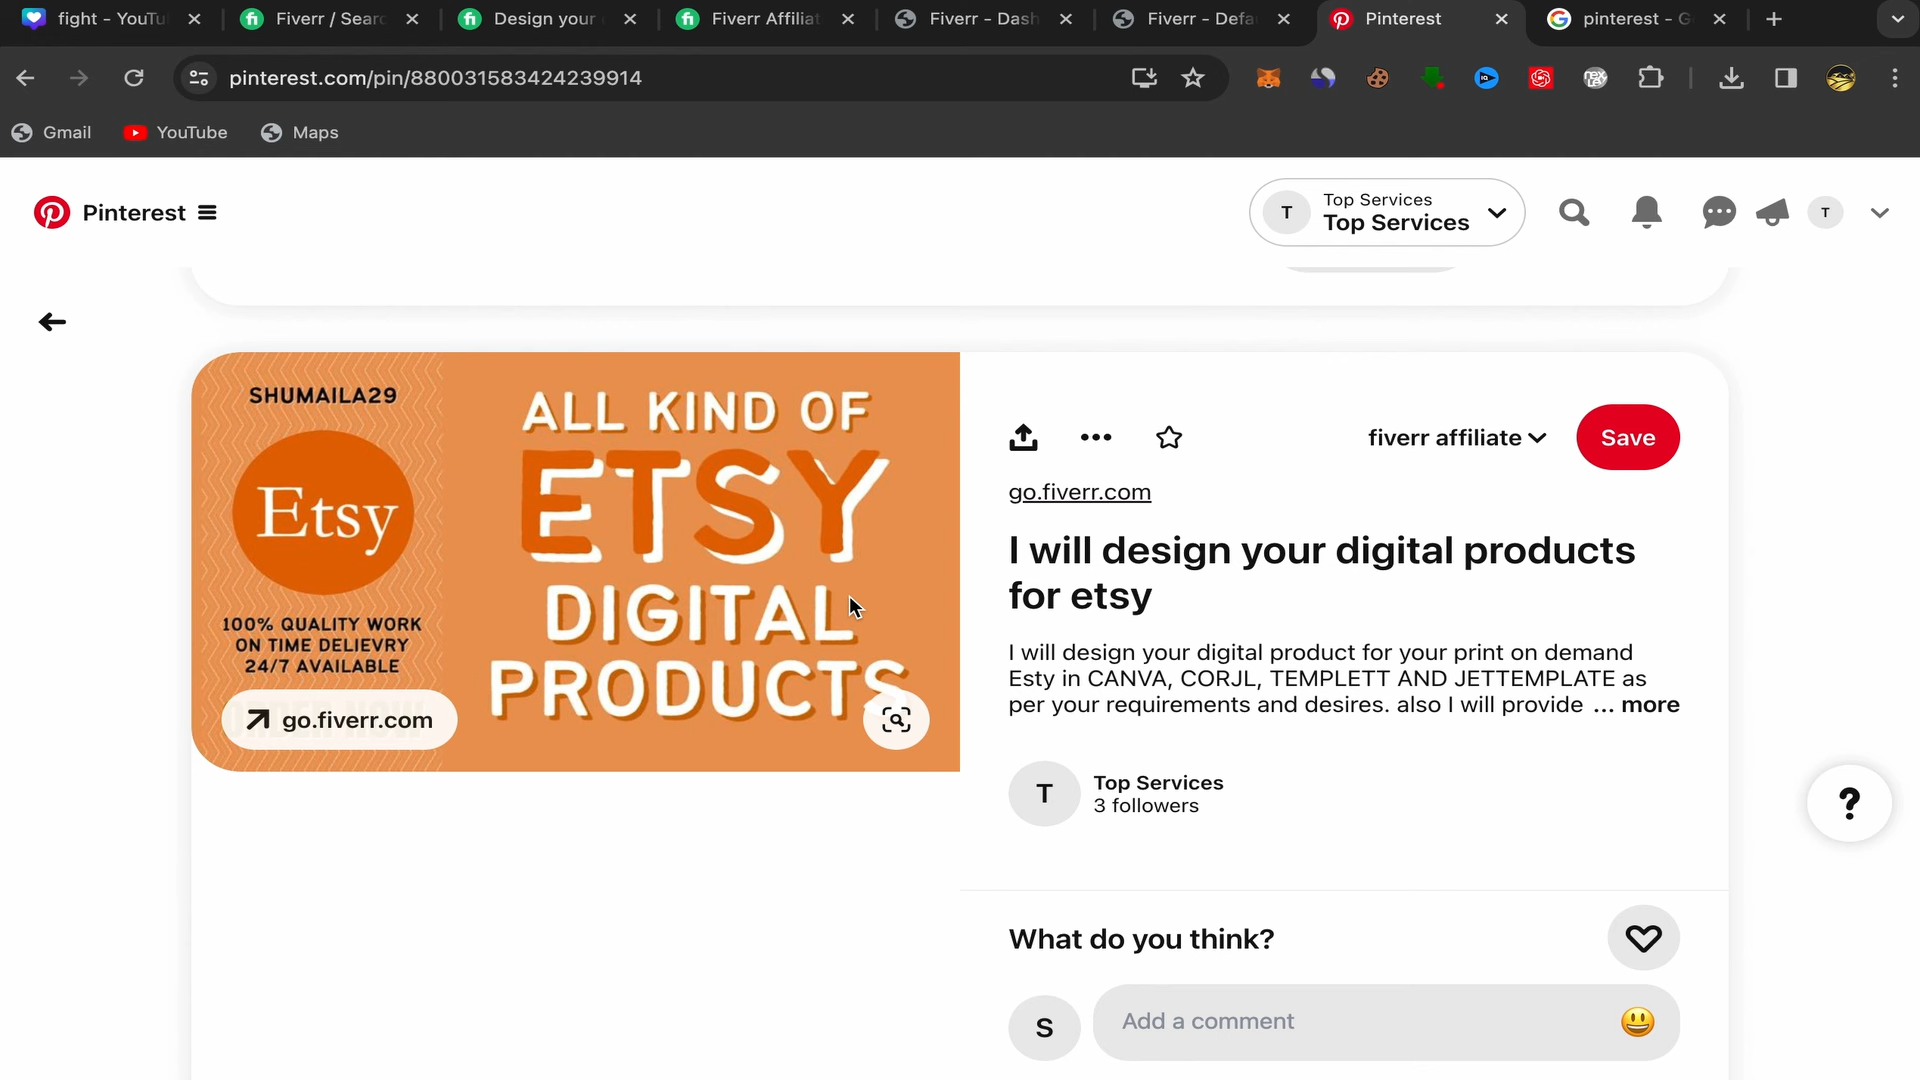 fight - YouTu
Fiverr / Searc
Design your
Fiverr Affiliat
Fiverr - Dash
Fiverr - Defa
Pinterest
pinterest - G
pinterest.com/pin/880031583424239914
Gmail
YouTube
Maps
Pinterest
T
Top Services
Top Services
T
SHUMAILA29
Etsy
100% QUALITY WORK
ON TIME DELIEVRY
24/7 AVAILABLE
go.fiverr.com
ALL KIND OF
ETSY
DIGITAL
PRODUCTS
fiverr affiliate
Save
go.fiverr.com
I will design your digital products
for etsy
I will design your digital product for your print on demand
Esty in CANVA, CORJL, TEMPLETT AND JETTEMPLATE as
per your requirements and desires. also I will provide ... more
T
Top Services
3 followers
?
What do you think?
S
Add a comment